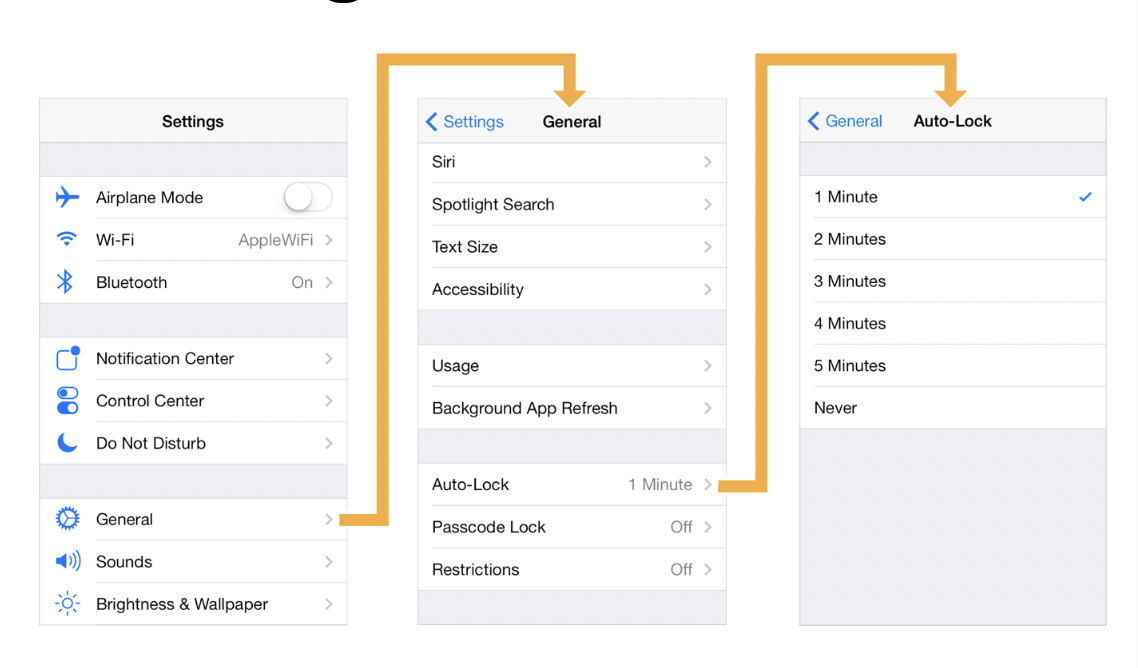 Settings
Airplane Mode
Wi-Fi AppleWiFi
Bluetooth On
Notification Center
Control Center
Do Not Disturb
General
Sounds
Brightness & Wallpaper
Settings General
Siri
Spotlight Search
Text Size
Accessibility
Usage
Background App Refresh
Auto-Lock 1 Minute
Passcode Lock Off
Restrictions Off
General Auto-Lock
1 Minute
2 Minutes
3 Minutes
4 Minutes
5 Minutes
Never